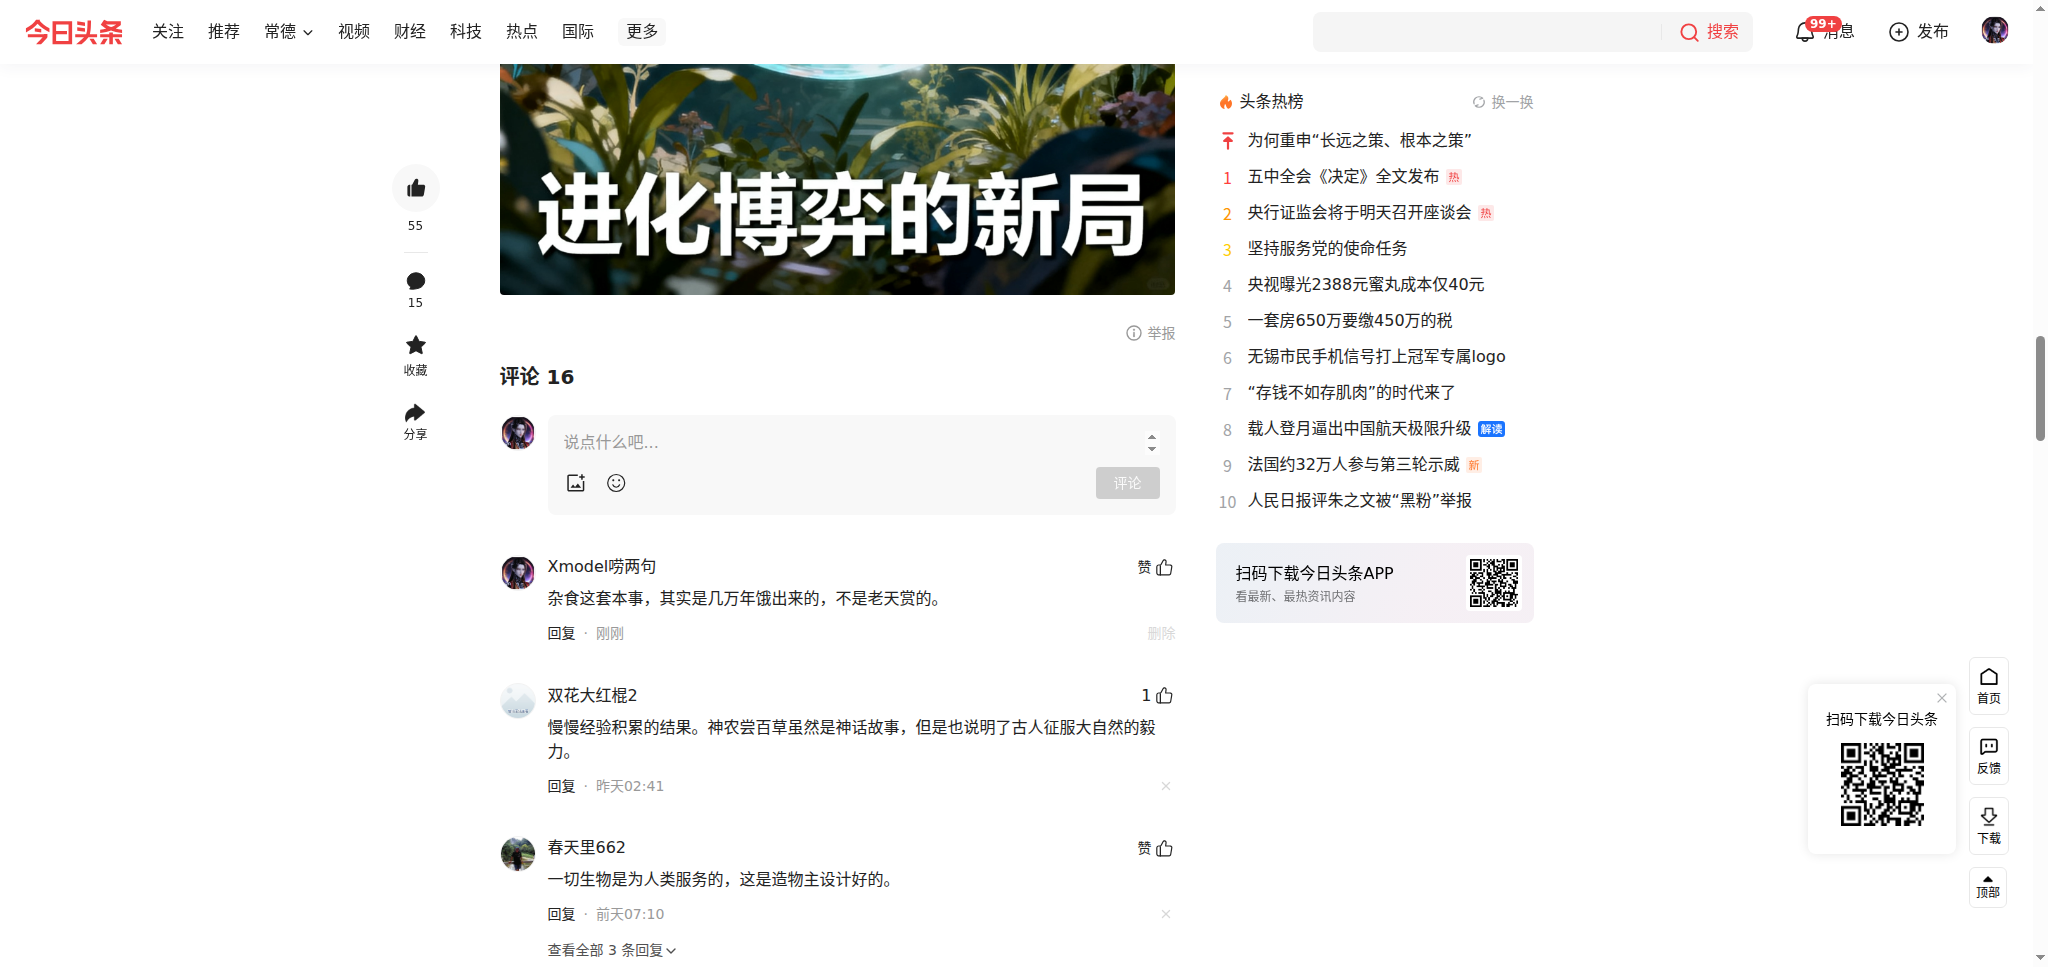 今日头条
关注 推荐 常德 视频 财经 科技 热点 国际 更多
搜索
99+
消息
发布
进化博弈的新局
55
15
收藏
分享
举报
评论 16
说点什么吧...
评论
Xmodel唠两句
赞
杂食这套本事，其实是几万年饿出来的，不是老天赏的。
回复 · 刚刚
删除
双花大红棍2
1
慢慢经验积累的结果。神农尝百草虽然是神话故事，但是也说明了古人征服大自然的毅
力。
回复 · 昨天02:41
春天里662
赞
一切生物是为人类服务的，这是造物主设计好的。
回复 · 前天07:10
查看全部 3 条回复
头条热榜
换一换
为何重申“长远之策、根本之策”
1 五中全会《决定》全文发布 热
2 央行证监会将于明天召开座谈会 热
3 坚持服务党的使命任务
4 央视曝光2388元蜜丸成本仅40元
5 一套房650万要缴450万的税
6 无锡市民手机信号打上冠军专属logo
7 “存钱不如存肌肉”的时代来了
8 载人登月逼出中国航天极限升级 解读
9 法国约32万人参与第三轮示威 新
10 人民日报评朱之文被“黑粉”举报
扫码下载今日头条APP
看最新、最热资讯内容
扫码下载今日头条
首页
反馈
下载
顶部